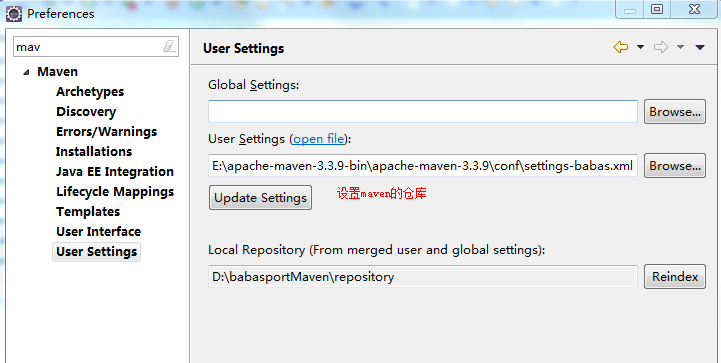 Preferences
mav
User Settings
Maven
Archetypes
Discovery
Errors/Warnings
Installations
Java EE Integration
Lifecycle Mappings
Templates
User Interface
User Settings
Global Settings:
Browse...
User Settings (open file):
E:\apache-maven-3.3.9-bin\apache-maven-3.3.9\conf\settings-babas.xml
Browse...
Update Settings
设置maven的仓库
Local Repository (From merged user and global settings):
D:\babasportMaven\repository
Reindex